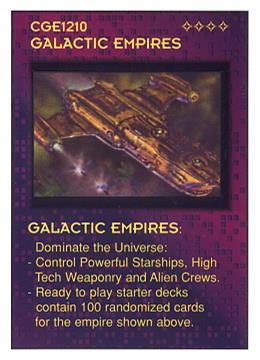 CGE1210
GALACTIC EMPIRES
GALACTIC EMPIRES:
Dominate the Universe:
- Control Powerful Starships, High
Tech Weaponry and Alien Crews.
- Ready to play starter decks
contain 100 randomized cards
for the empire shown above.